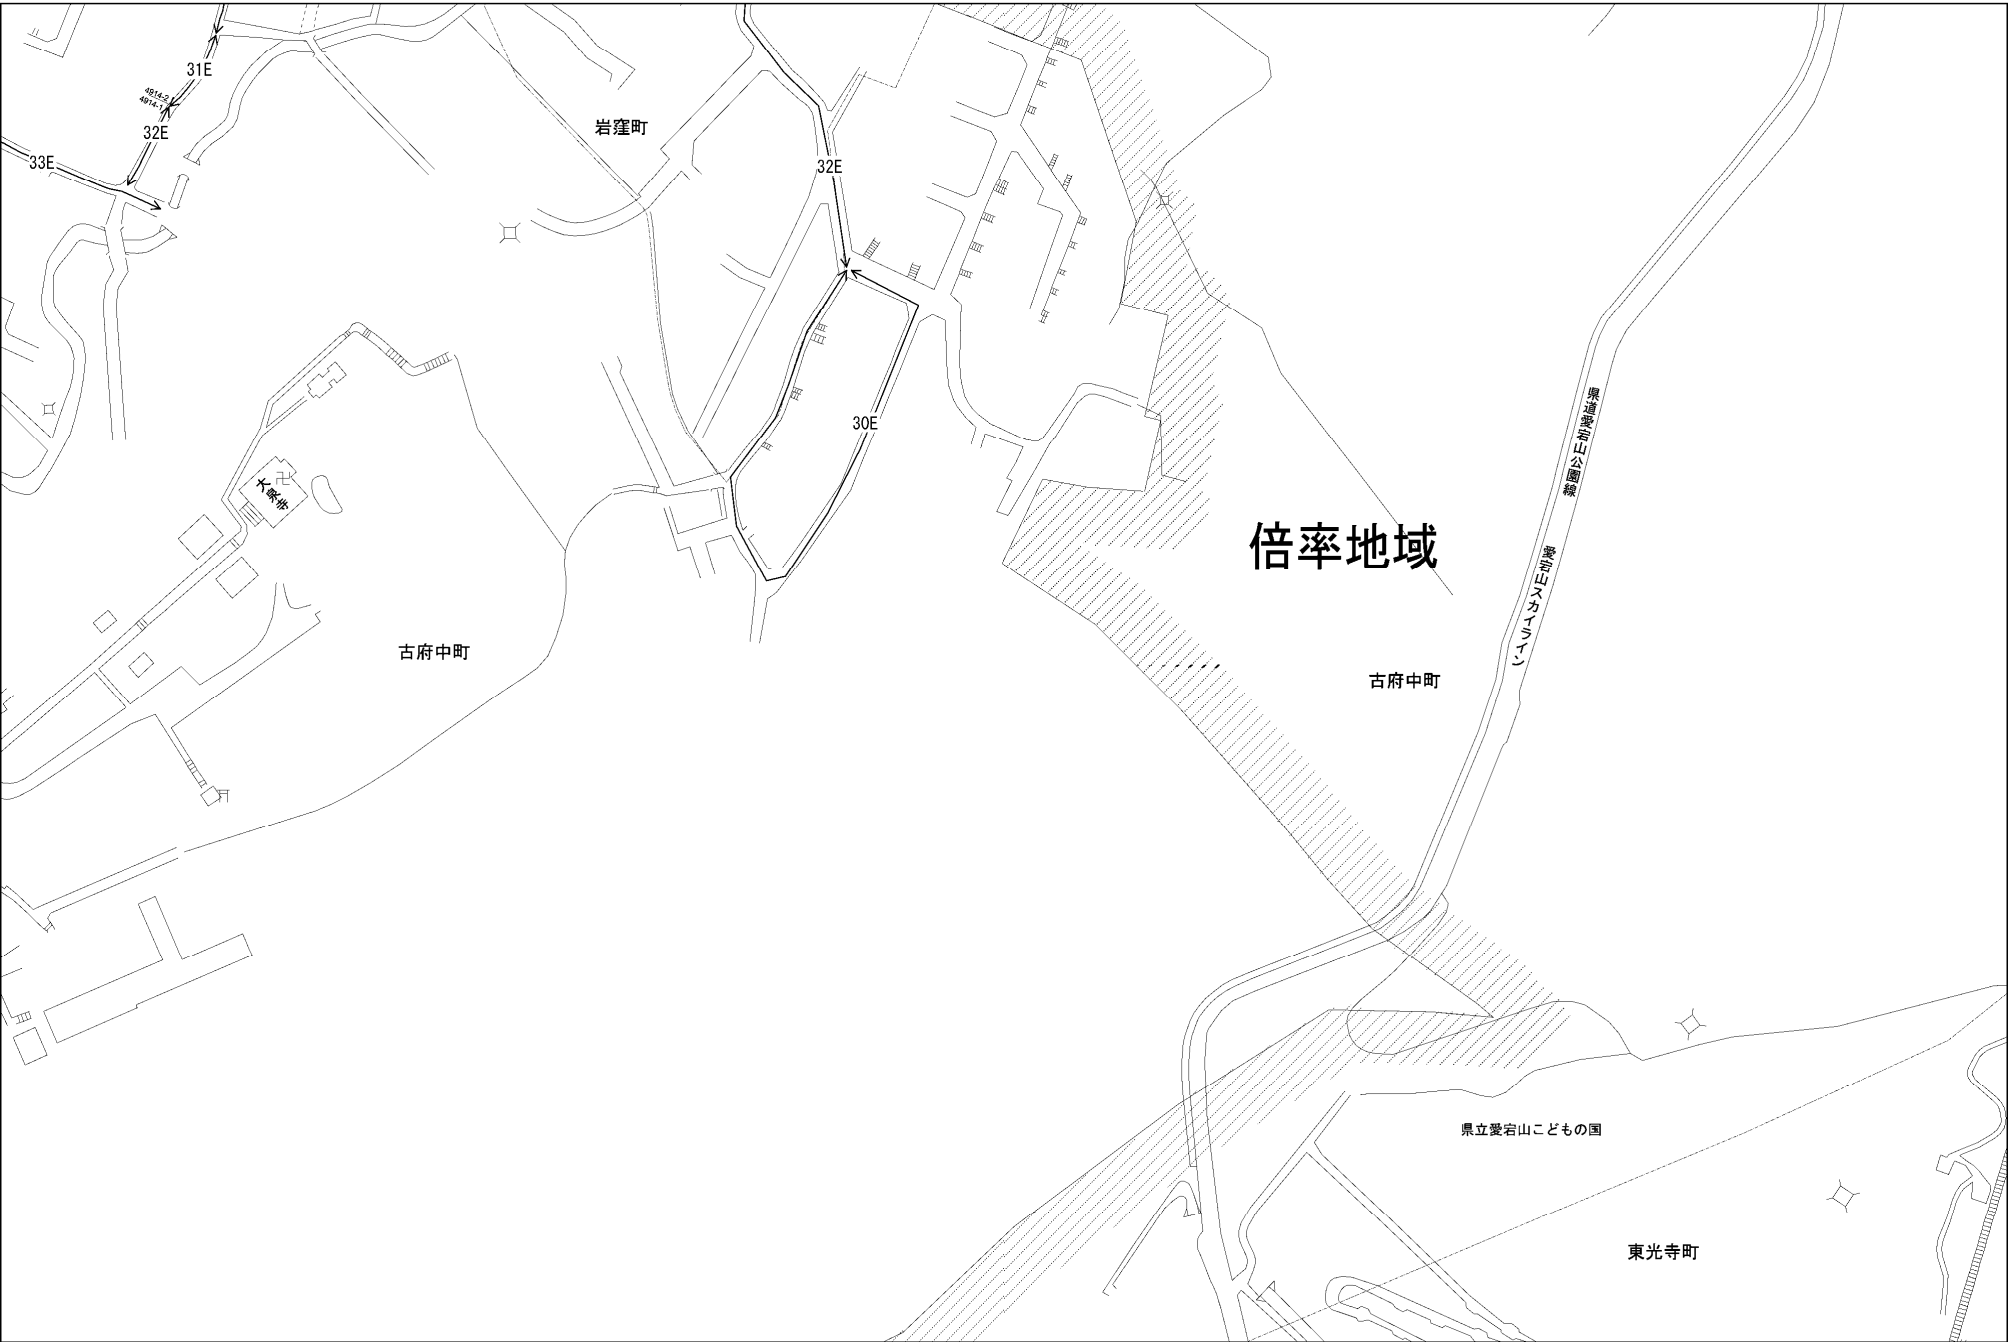 31E
4914-2
4914-1
32E
33E
岩窪町
32E
30E
大泉寺
県道愛宕山公園線
倍率地域
愛宕山スカイライン
古府中町
古府中町
県立愛宕山こどもの国
東光寺町